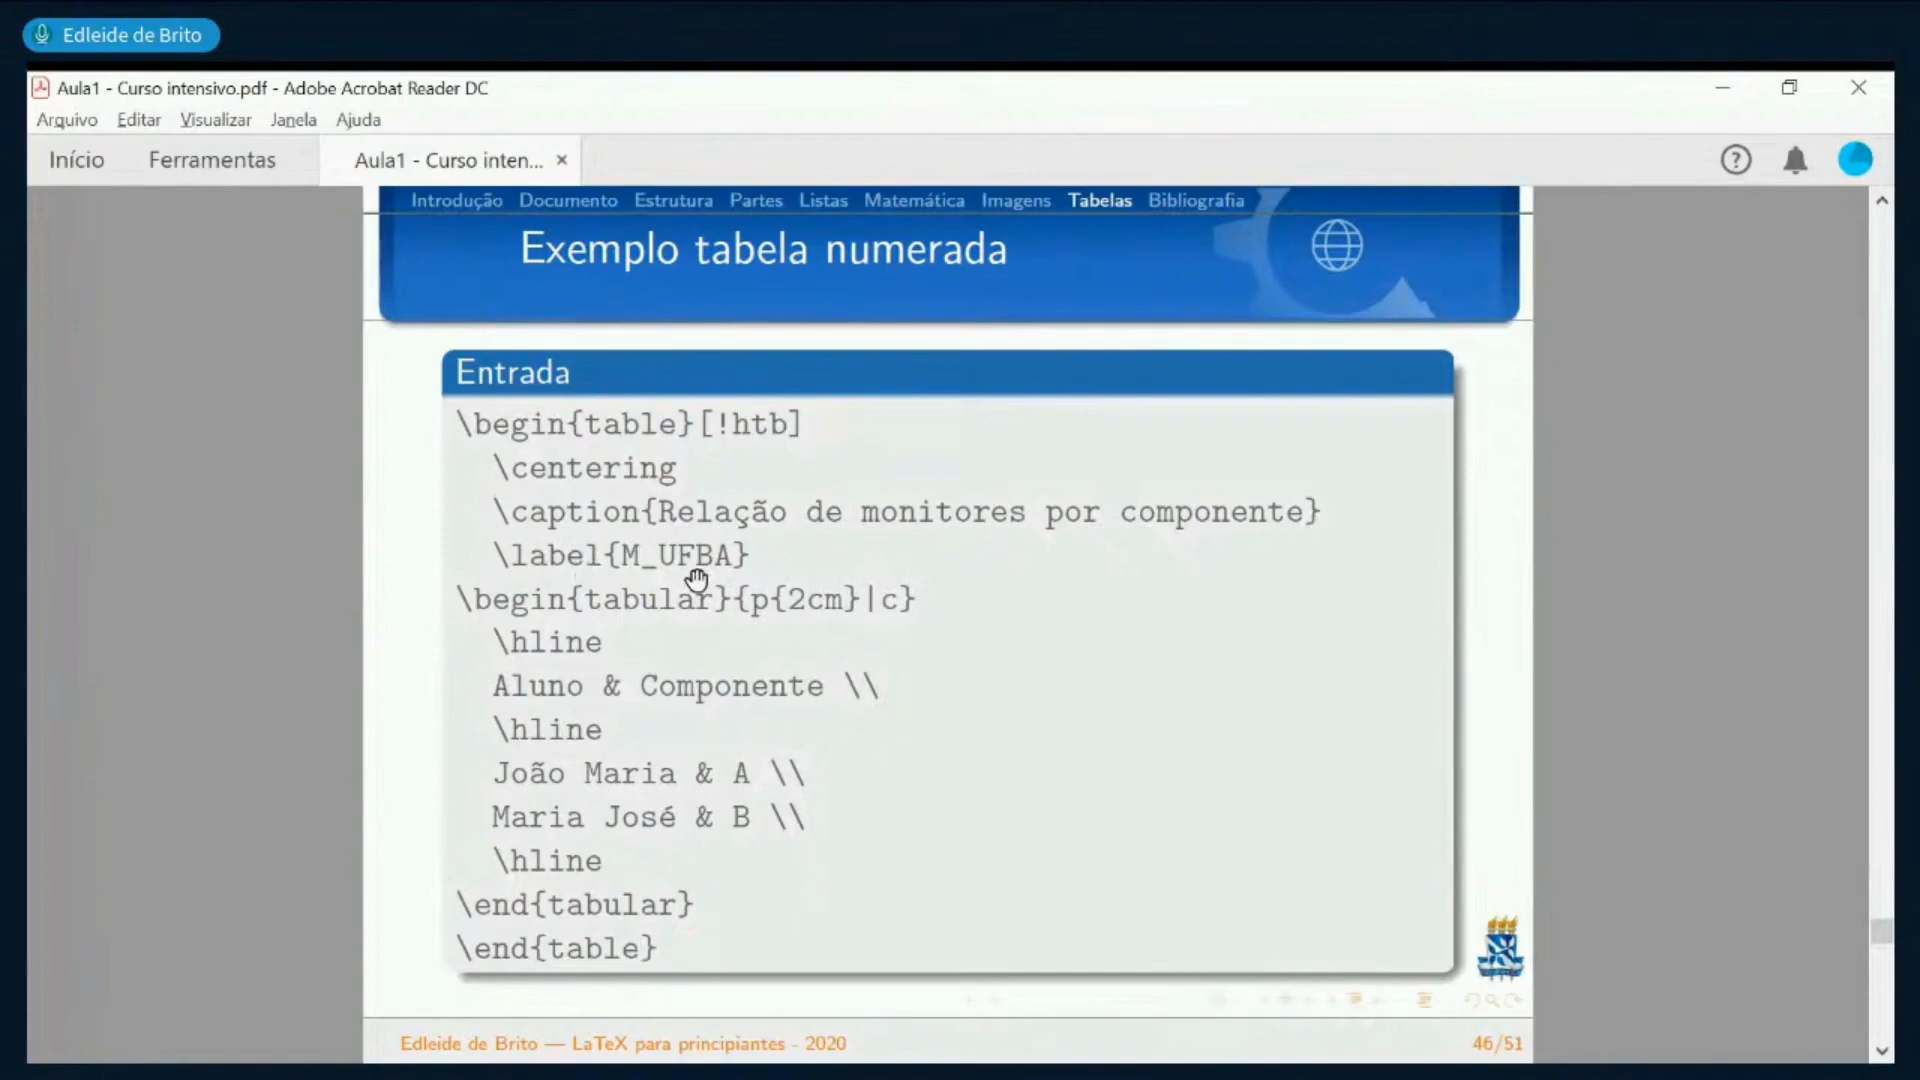 Edleide de Brito
Aula1 - Curso intensivo.pdf - Adobe Acrobat Reader DC
Arquivo Editar Visualizar Janela Ajuda
Início Ferramentas Aula1 - Curso inten... ×
Introdução Documento Estrutura Partes Listas Matemática Imagens Tabelas Bibliografia
Exemplo tabela numerada
Entrada
\begin{table}[!htb]
\centering
\caption{Relação de monitores por componente}
\label{M_UFBA}
\begin{tabular}{p{2cm}|c}
\hline
Aluno & Componente \\
\hline
João Maria & A \\
Maria José & B \\
\hline
\end{tabular}
\end{table}
Edleide de Brito — LaTeX para principiantes - 2020 46/51